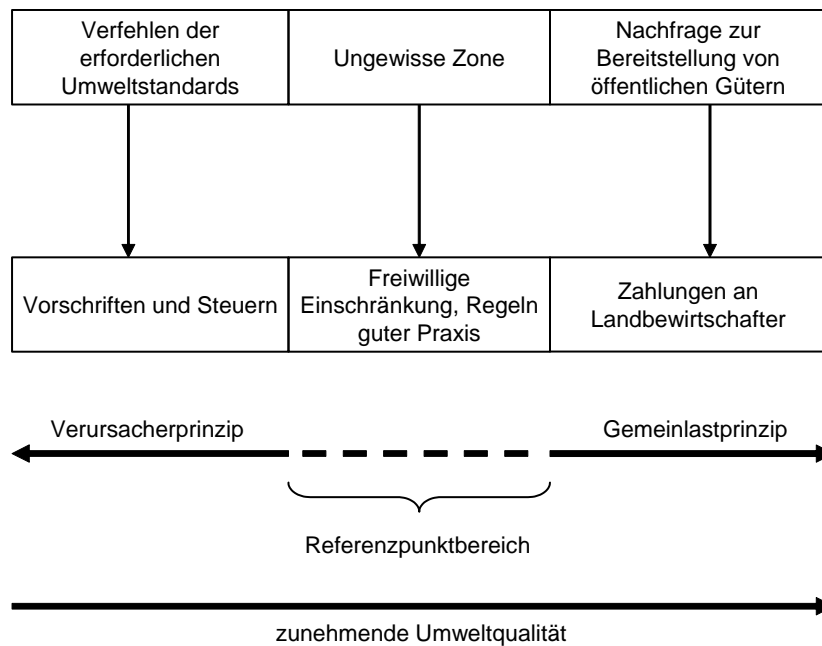 Verfehlen der
erforderlichen
Umweltstandards
Ungewisse Zone
Nachfrage zur
Bereitstellung von
öffentlichen Gütern
Vorschriften und Steuern
Freiwillige
Einschränkung, Regeln
guter Praxis
Zahlungen an
Landbewirtschafter
Verursacherprinzip
Gemeinlastprinzip
Referenzpunktbereich
zunehmende Umweltqualität